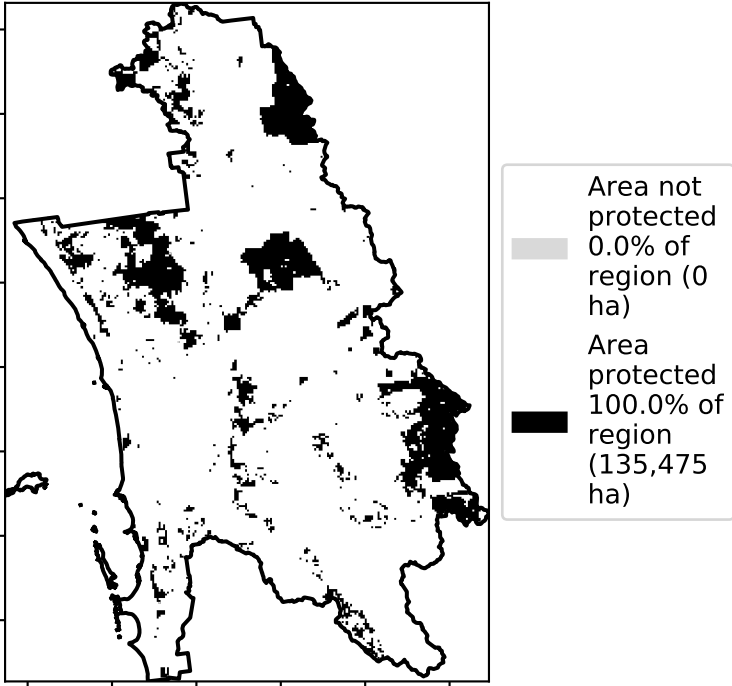 Area not
protected
0.0% of
region (0
ha)
Area
protected
100.0% of
region
(135,475
ha)